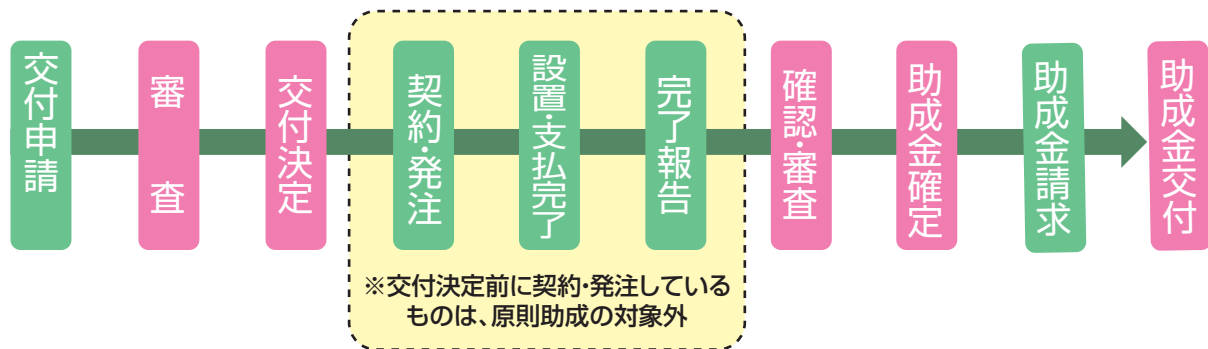 交付申請
審査
交付決定
契約・発注
設置・支払完了
完了報告
確認・審査
助成金確定
助成金請求
助成金交付
※交付決定前に契約・発注している
ものは、原則助成の対象外